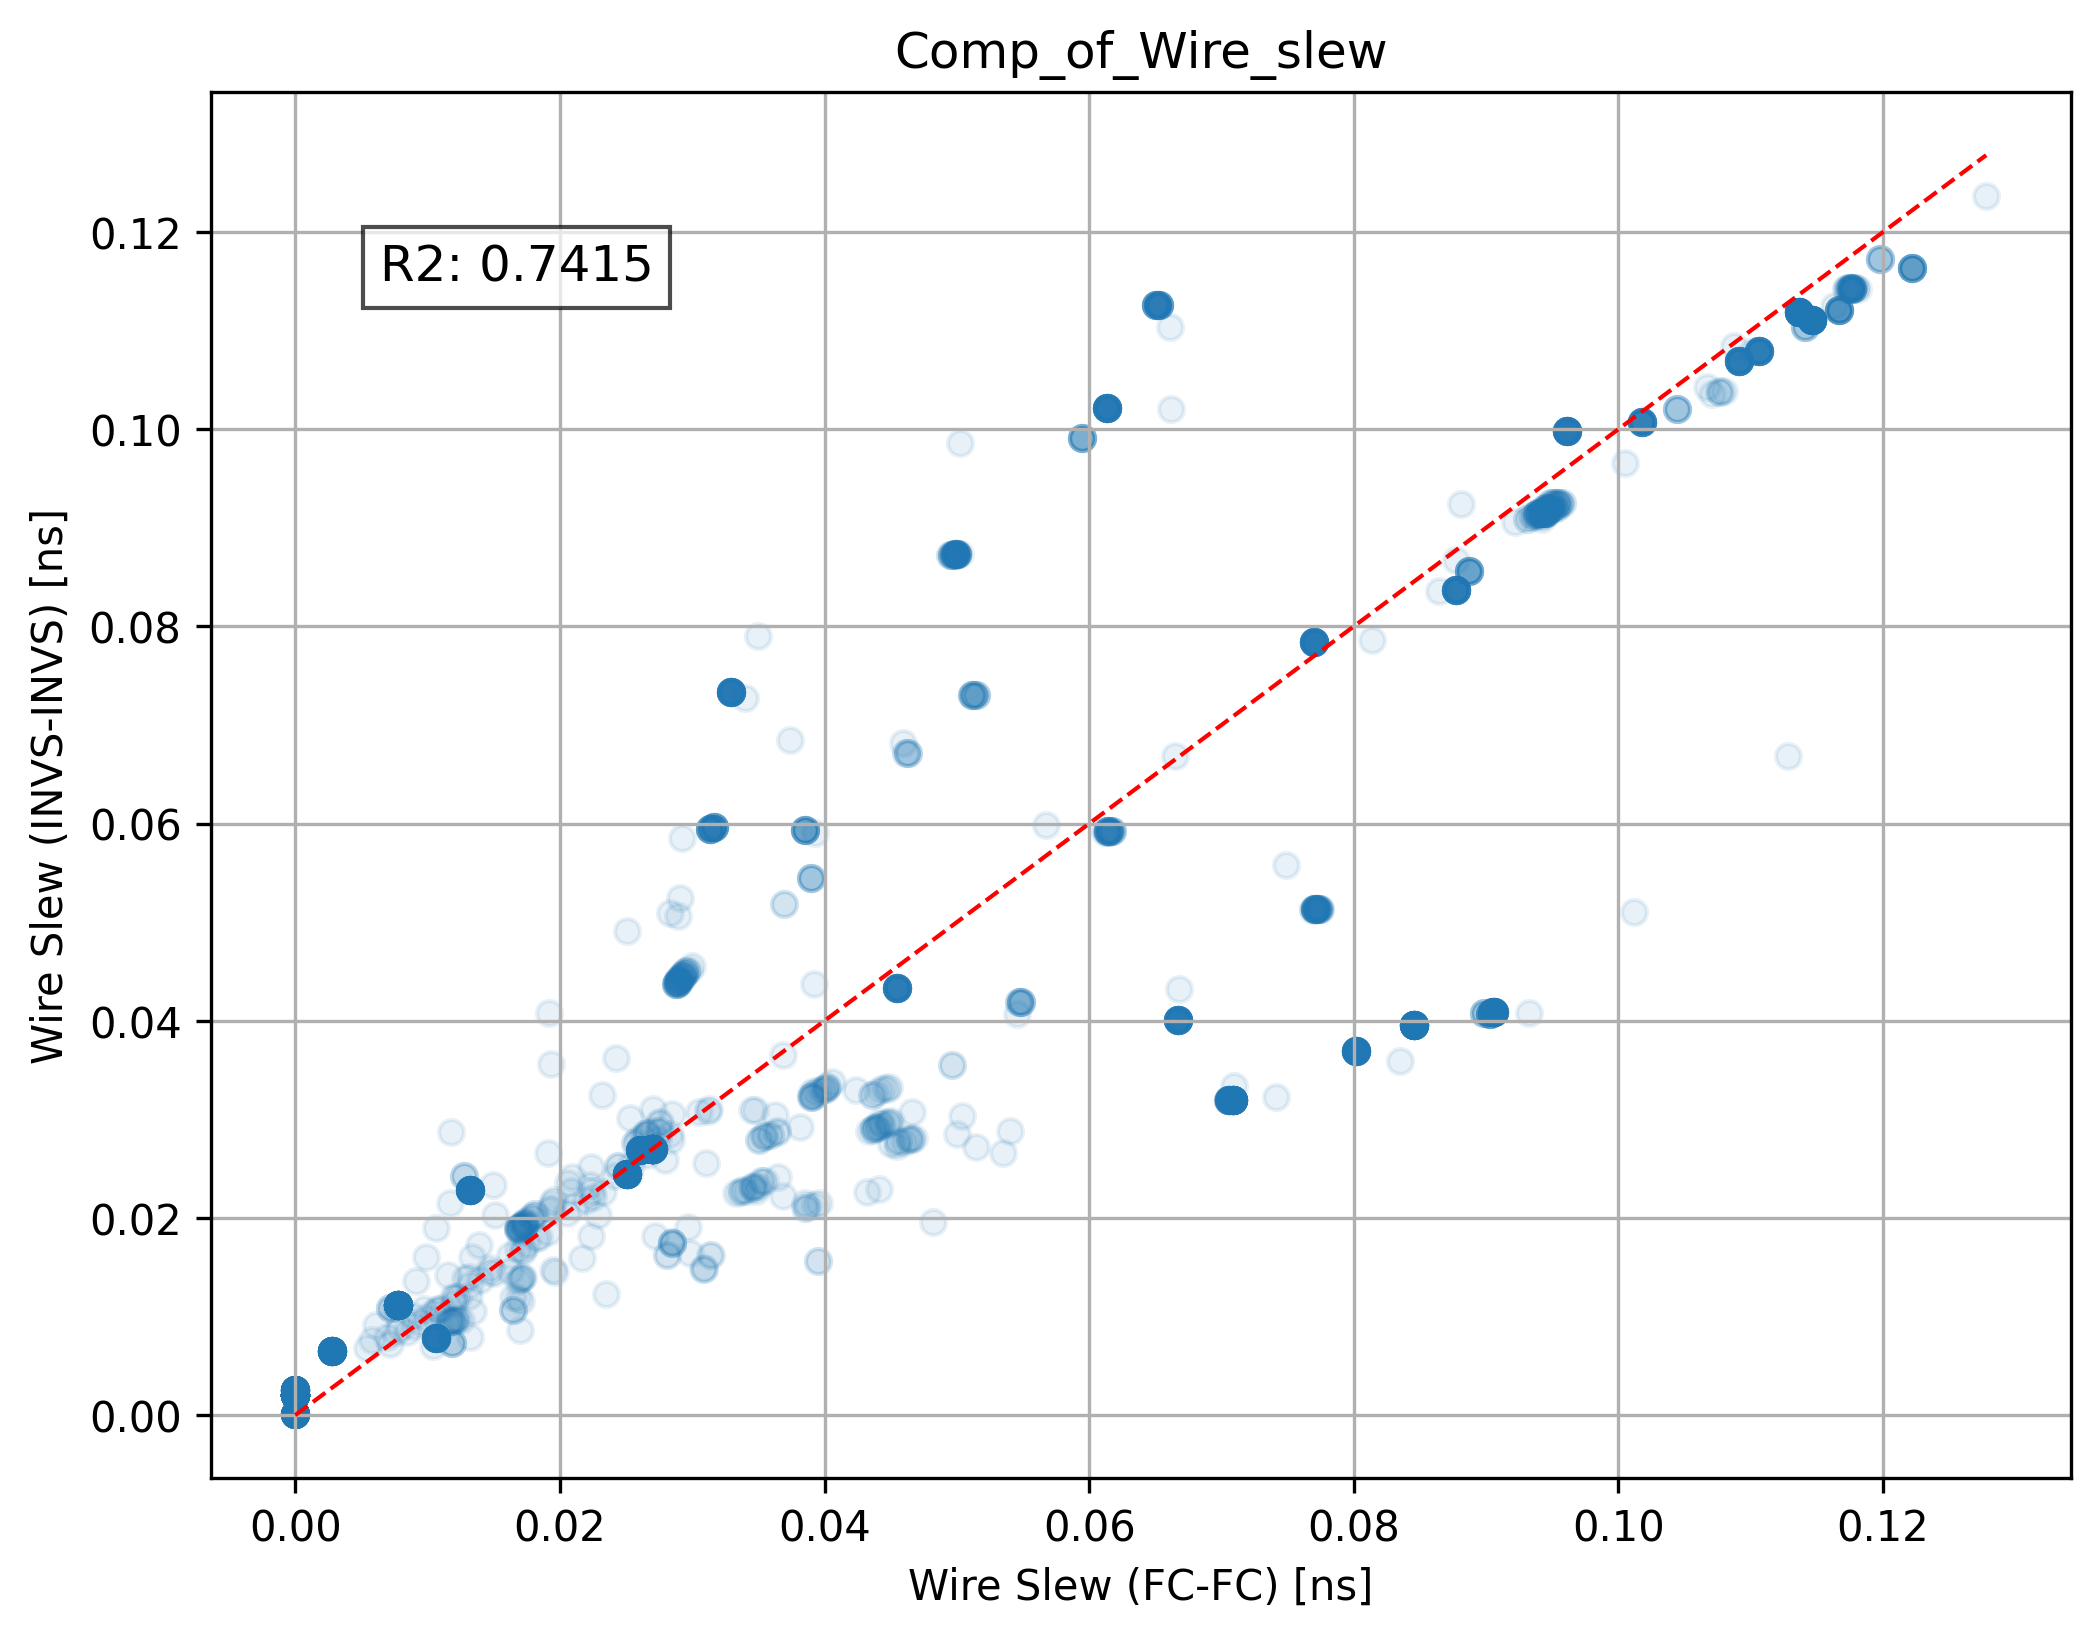 Comp_of_Wire_slew
R2: 0.7415
Wire Slew (INVS-INVS) [ns]
0.12
0.10
0.08
0.06
0.04
0.02
0.00
0.00 0.02 0.04 0.06 0.08 0.10 0.12
Wire Slew (FC-FC) [ns]